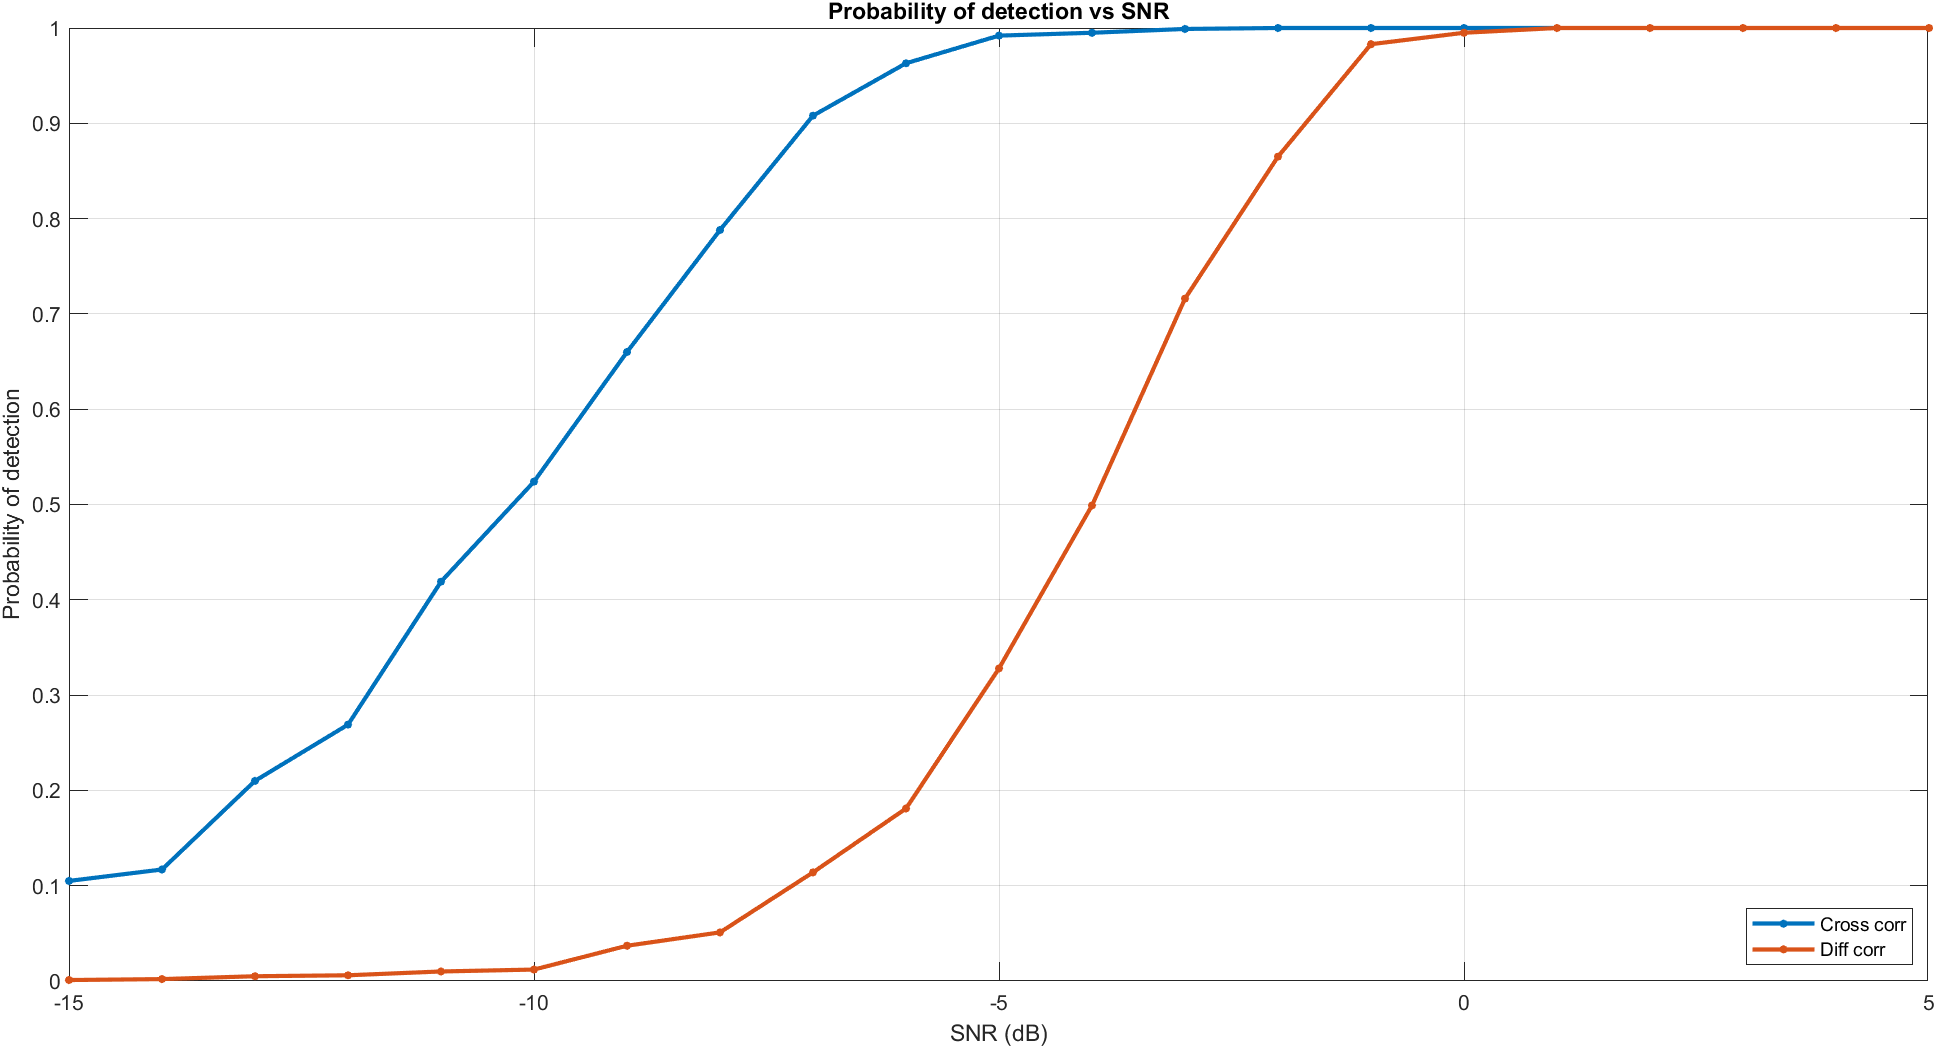 Probability of detection vs SNR
Probability of detection
1
0.9
0.8
0.7
0.6
0.5
0.4
0.3
0.2
0.1
0
-15 -10 -5 0 5
SNR (dB)
Cross corr
Diff corr